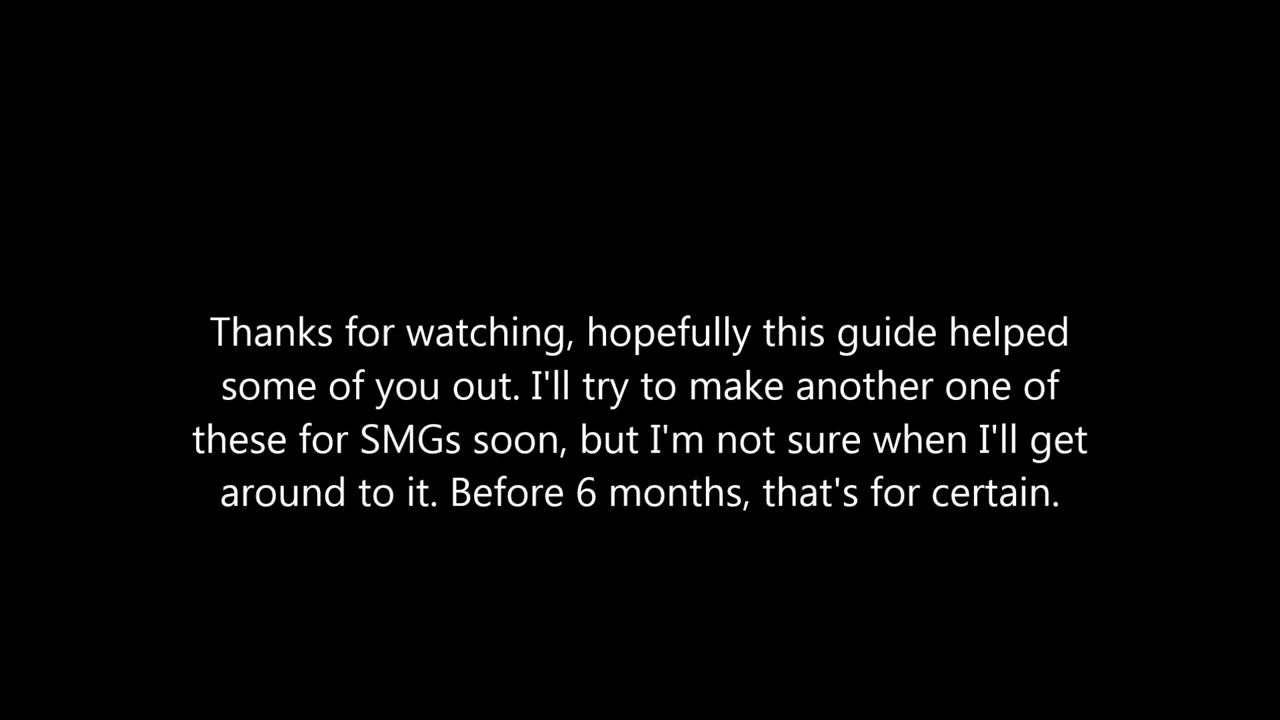 Thanks for watching, hopefully this guide helped
some of you out. I'll try to make another one of
these for SMGs soon, but I'm not sure when I'll get
around to it. Before 6 months, that's for certain.